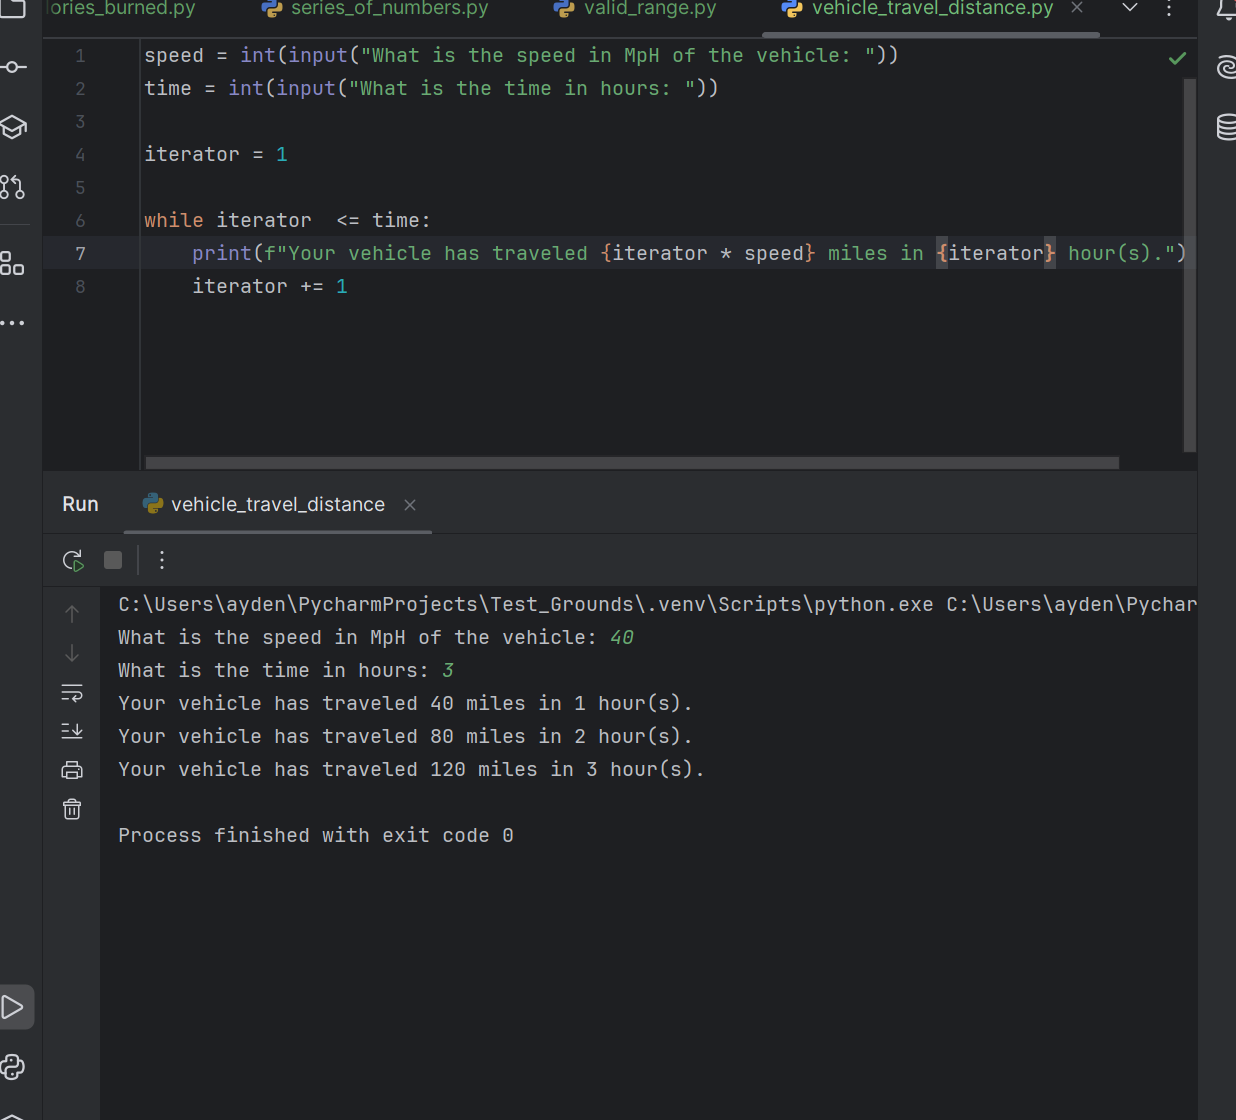 ories_burned.py series_of_numbers.py valid_range.py vehicle_travel_distance.py
1 speed = int(input("What is the speed in MpH of the vehicle: "))
2 time = int(input("What is the time in hours: "))
3
4 iterator = 1
5
6 while iterator  <= time:
7     print(f"Your vehicle has traveled {iterator * speed} miles in {iterator} hour(s).")
8     iterator += 1
Run vehicle_travel_distance
C:\Users\ayden\PycharmProjects\Test_Grounds\.venv\Scripts\python.exe C:\Users\ayden\Pychar
What is the speed in MpH of the vehicle: 40
What is the time in hours: 3
Your vehicle has traveled 40 miles in 1 hour(s).
Your vehicle has traveled 80 miles in 2 hour(s).
Your vehicle has traveled 120 miles in 3 hour(s).
Process finished with exit code 0